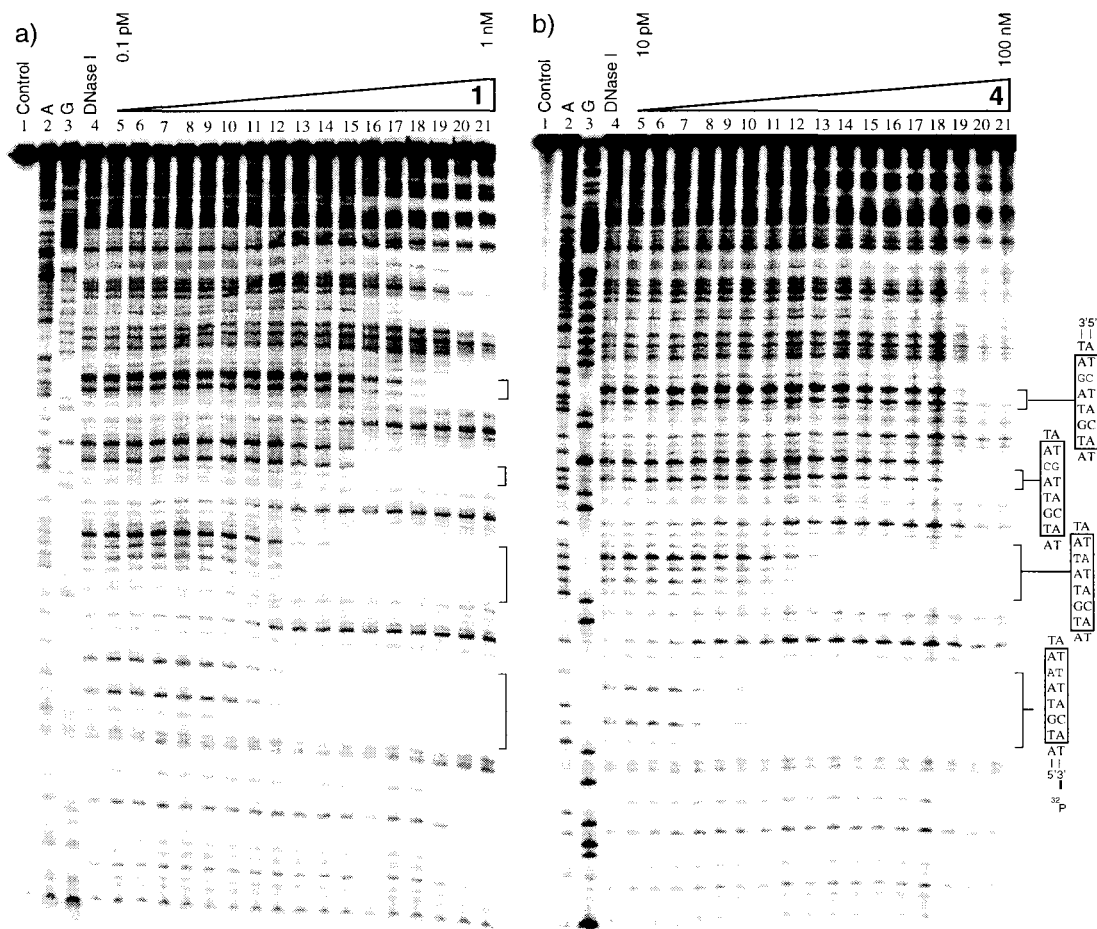 a)
0.1 pM
1 nM
Control
A
G
DNase I
1
1 2 3 4 5 6 7 8 9 10 11 12 13 14 15 16 17 18 19 20 21
b)
10 pM
100 nM
Control
A
G
DNase I
4
1 2 3 4 5 6 7 8 9 10 11 12 13 14 15 16 17 18 19 20 21
3'5'
TA
AT
GC
AT
TA
GC
TA
AT
TA
AT
CG
AT
TA
GC
TA
AT
TA
AT
TA
AT
TA
GC
TA
AT
TA
AT
AT
AT
TA
GC
TA
AT
5'3'
32P